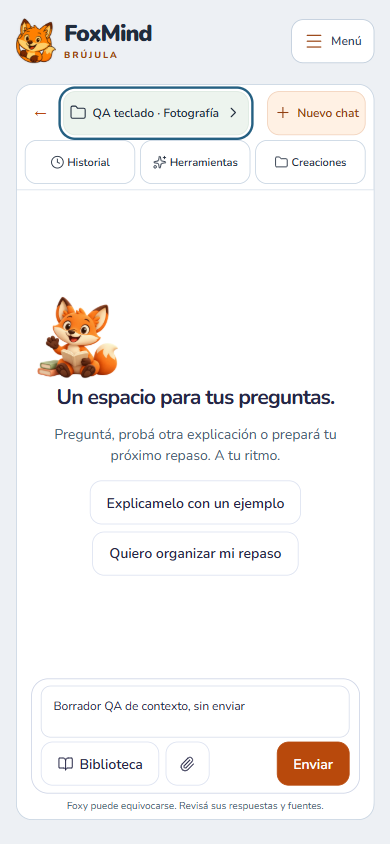 FoxMind
BRÚJULA
Menú
← QA teclado · Fotografía
Nuevo chat
Historial
Herramientas
Creaciones
Un espacio para tus preguntas.
Preguntá, probá otra explicación o prepará tu
próximo repaso. A tu ritmo.
Explicamelo con un ejemplo
Quiero organizar mi repaso
Borrador QA de contexto, sin enviar
Biblioteca
Enviar
Foxy puede equivocarse. Revisá sus respuestas y fuentes.